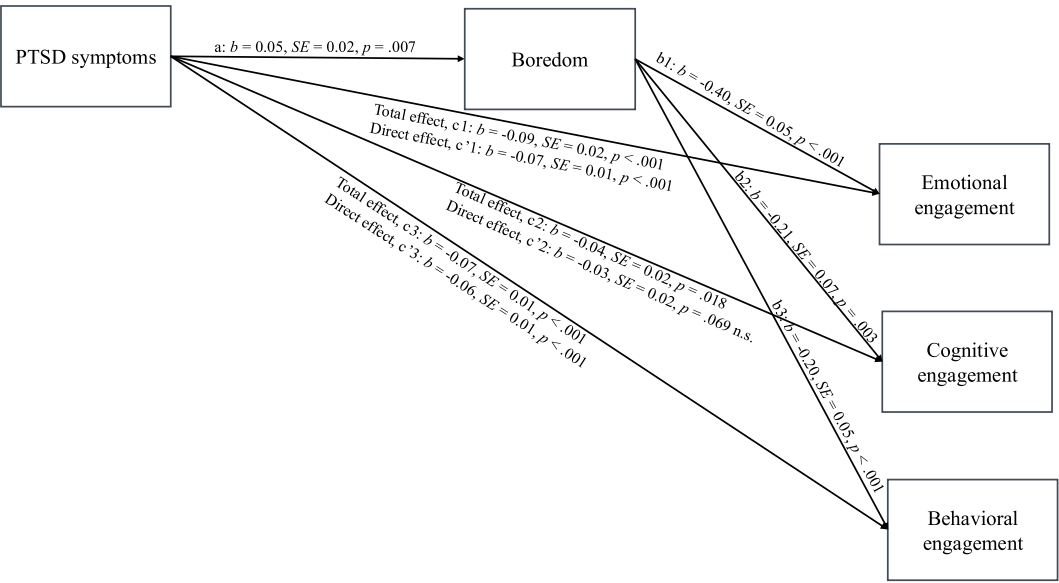 PTSD symptoms
a: b = 0.05, SE = 0.02, p = .007
Boredom
b1: b = -0.40, SE = 0.05, p < .001
Total effect, c1: b = -0.09, SE = 0.02, p < .001
Direct effect, c’1: b = -0.07, SE = 0.01, p < .001
Emotional
engagement
b2: b = -0.21, SE = 0.07, p = .003
Total effect, c2: b = -0.04, SE = 0.02, p = .018
Direct effect, c’2: b = -0.03, SE = 0.02, p = .069 n.s.
Total effect, c3: b = -0.07, SE = 0.01, p < .001
Direct effect, c’3: b = -0.06, SE = 0.01, p < .001
b3: b = -0.20, SE = 0.05, p < .001
Cognitive
engagement
Behavioral
engagement